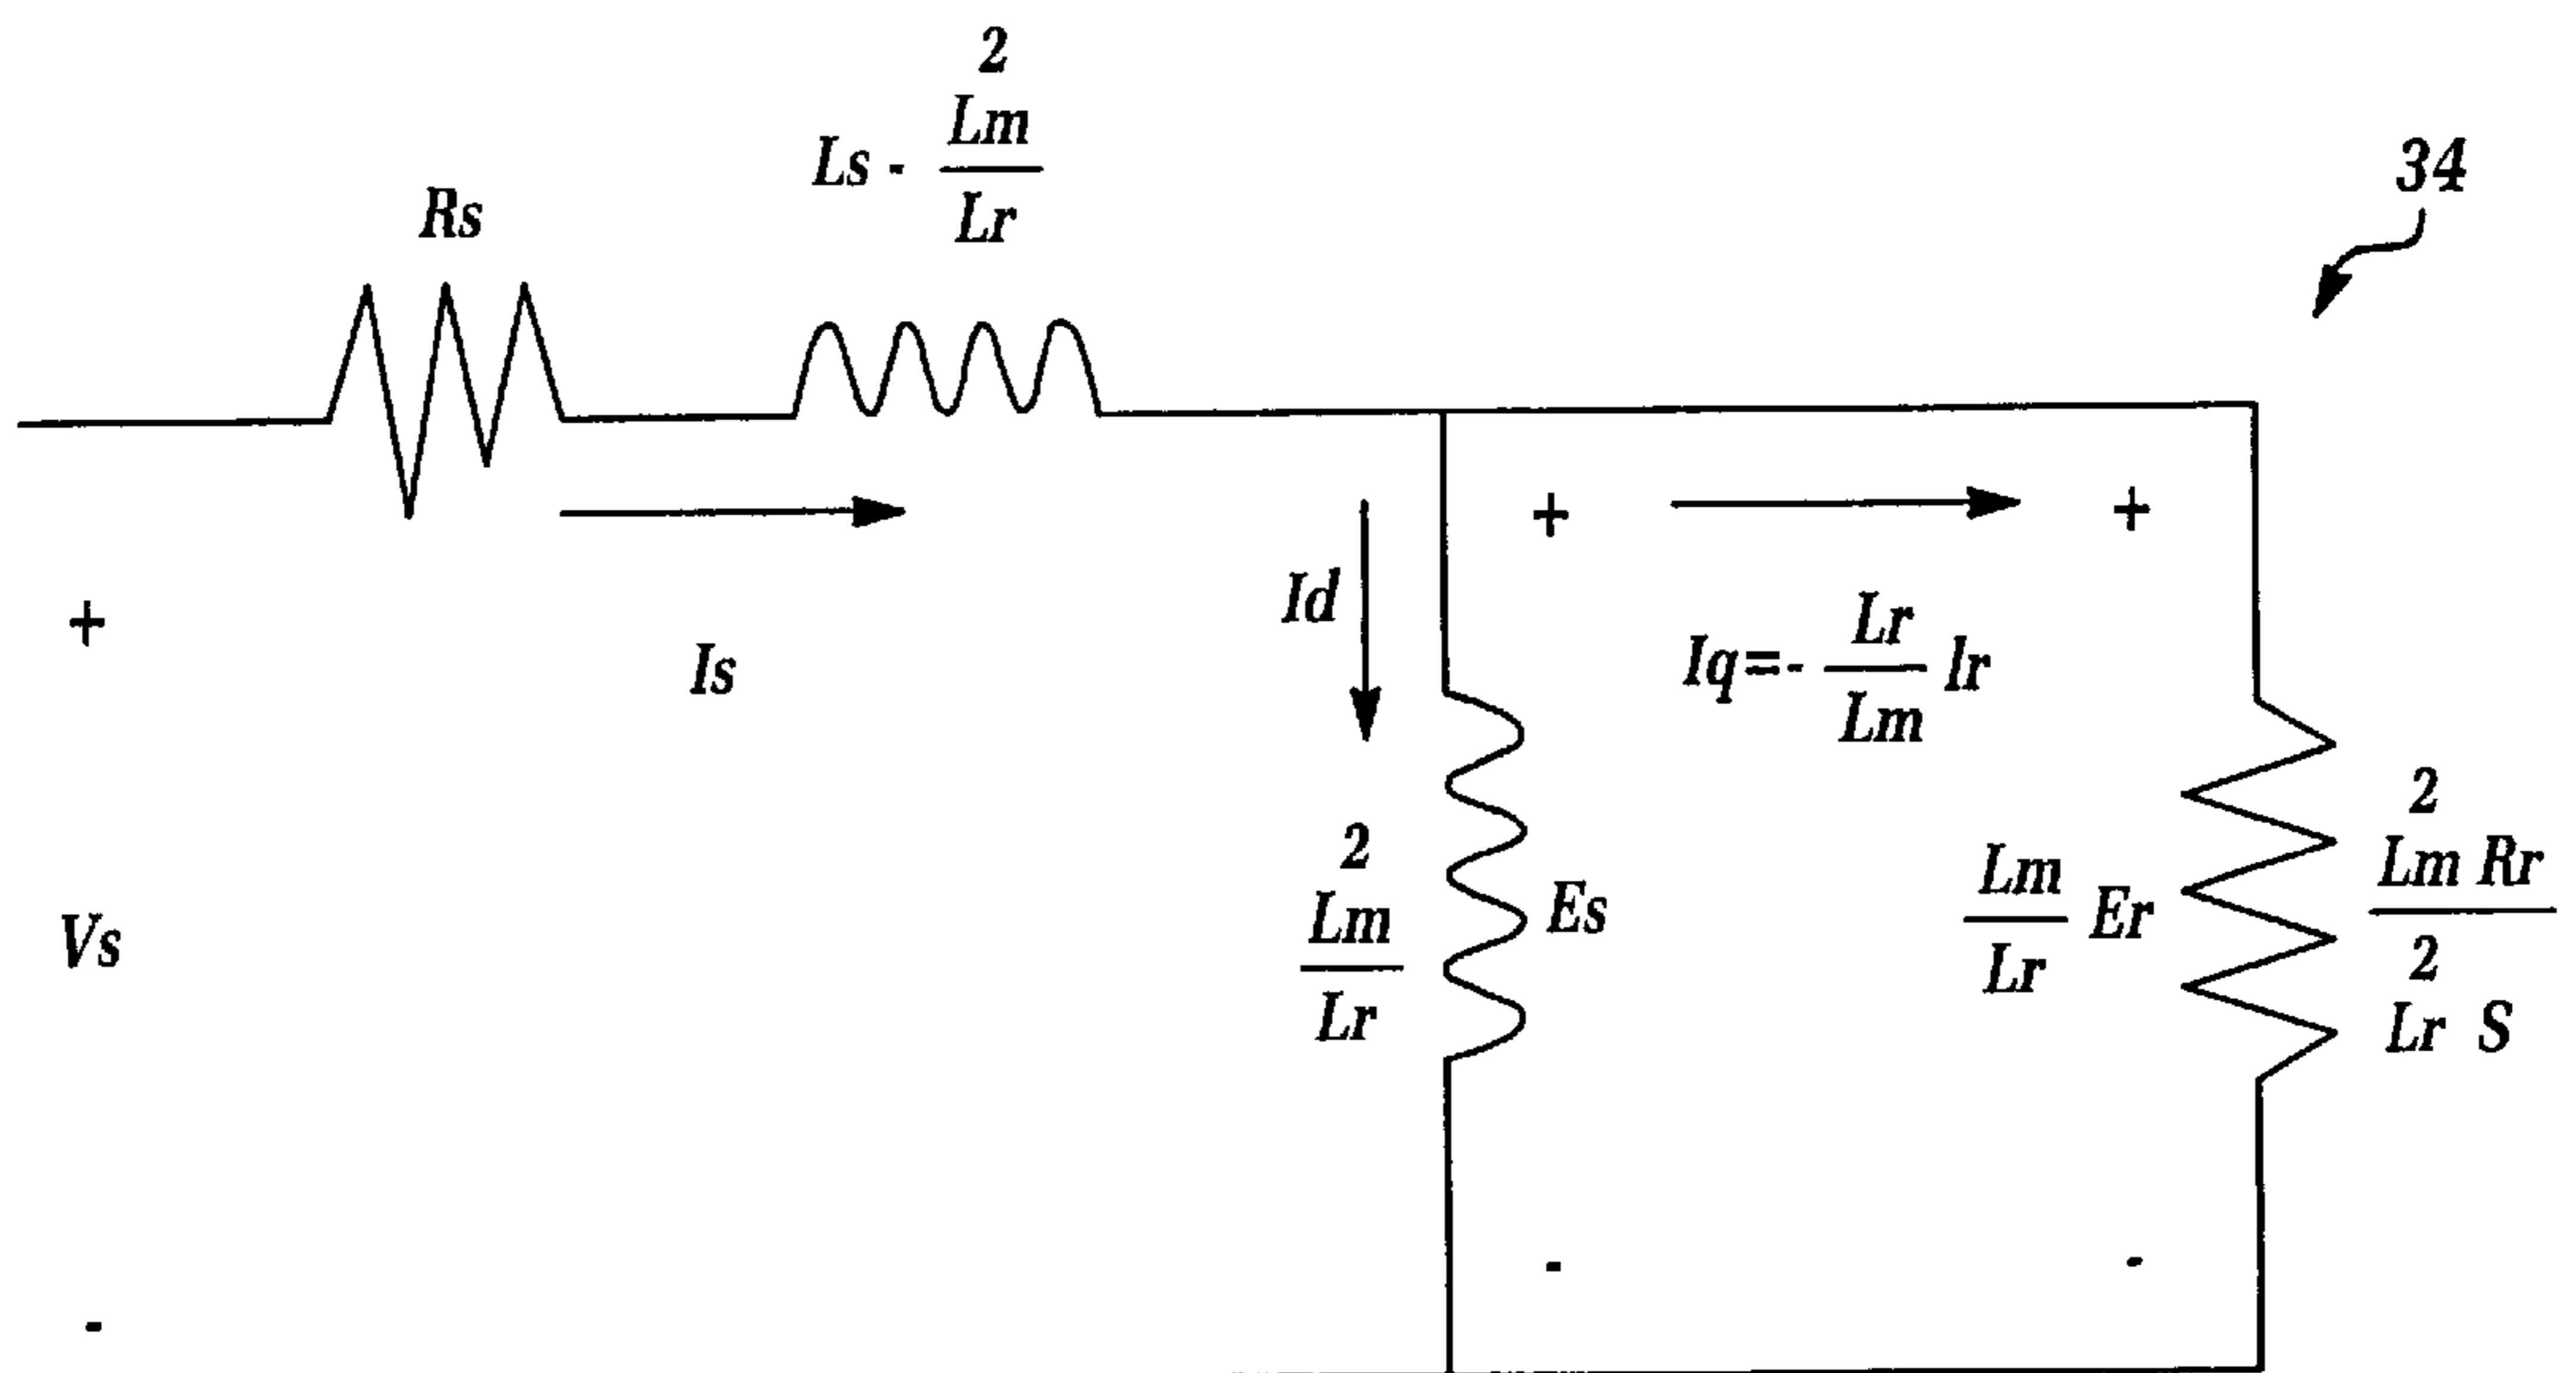 2
Ls - Lm
Lr
34
Rs
+
+
+
Id
Is
Iq=- Lr Ir
Lm
Vs
2
Lm
Lr
Es
Lm Er
Lr
2
Lm Rr
2
Lr S
-
-
-